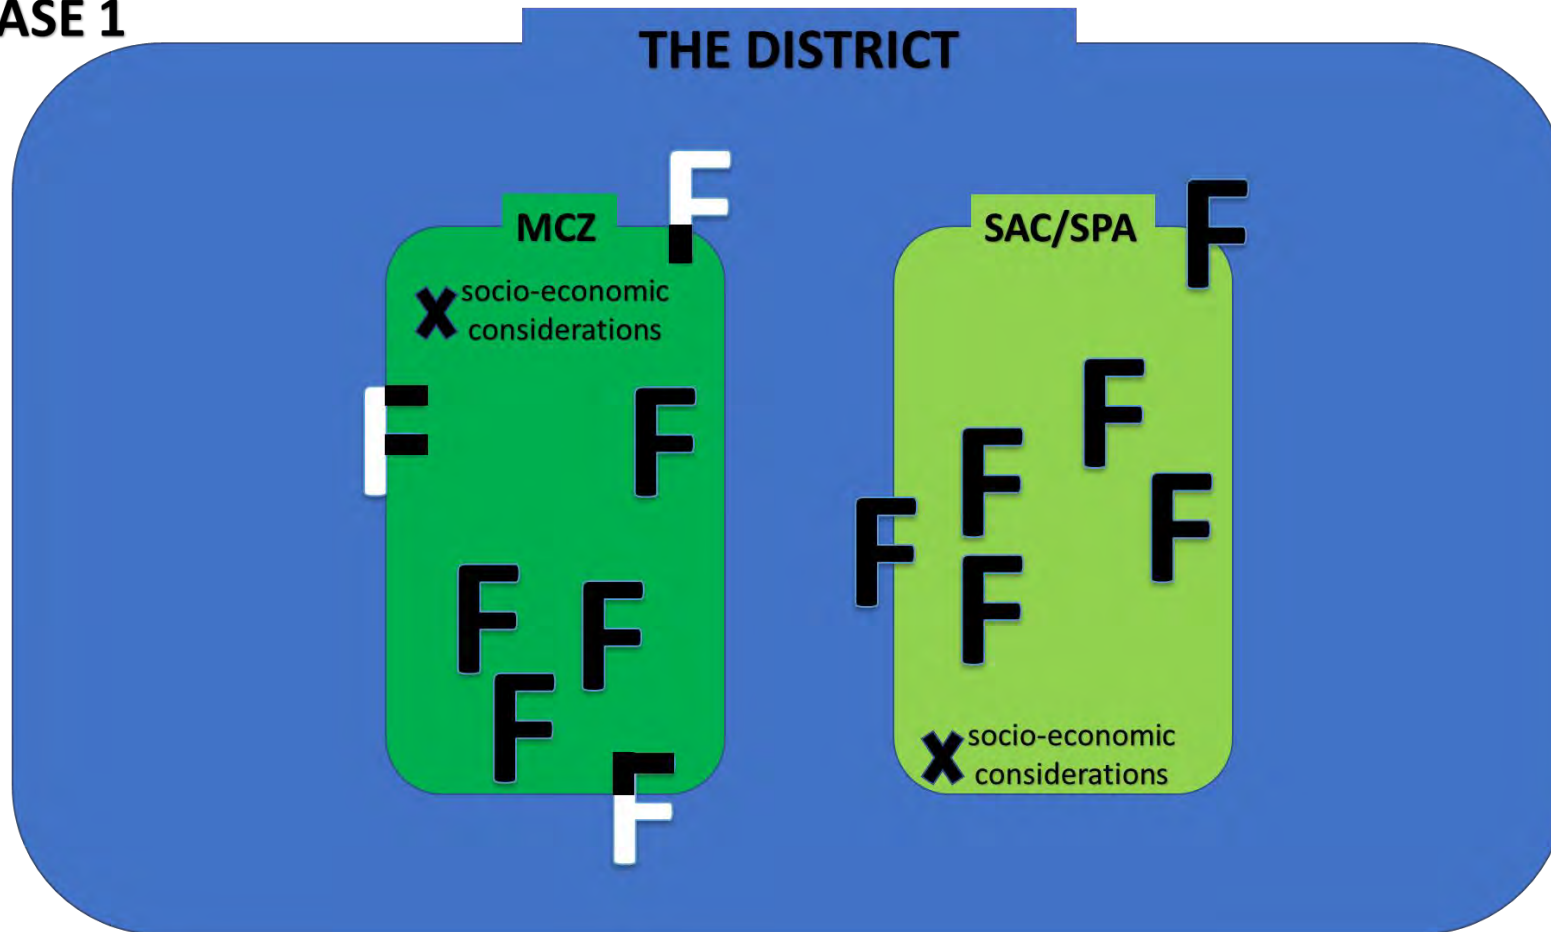 ASE 1
THE DISTRICT
MCZ
SAC/SPA
F
F
X socio-economic
considerations
F
F
F
F
F
F
F
F
F
F
F
F
X socio-economic
considerations
F